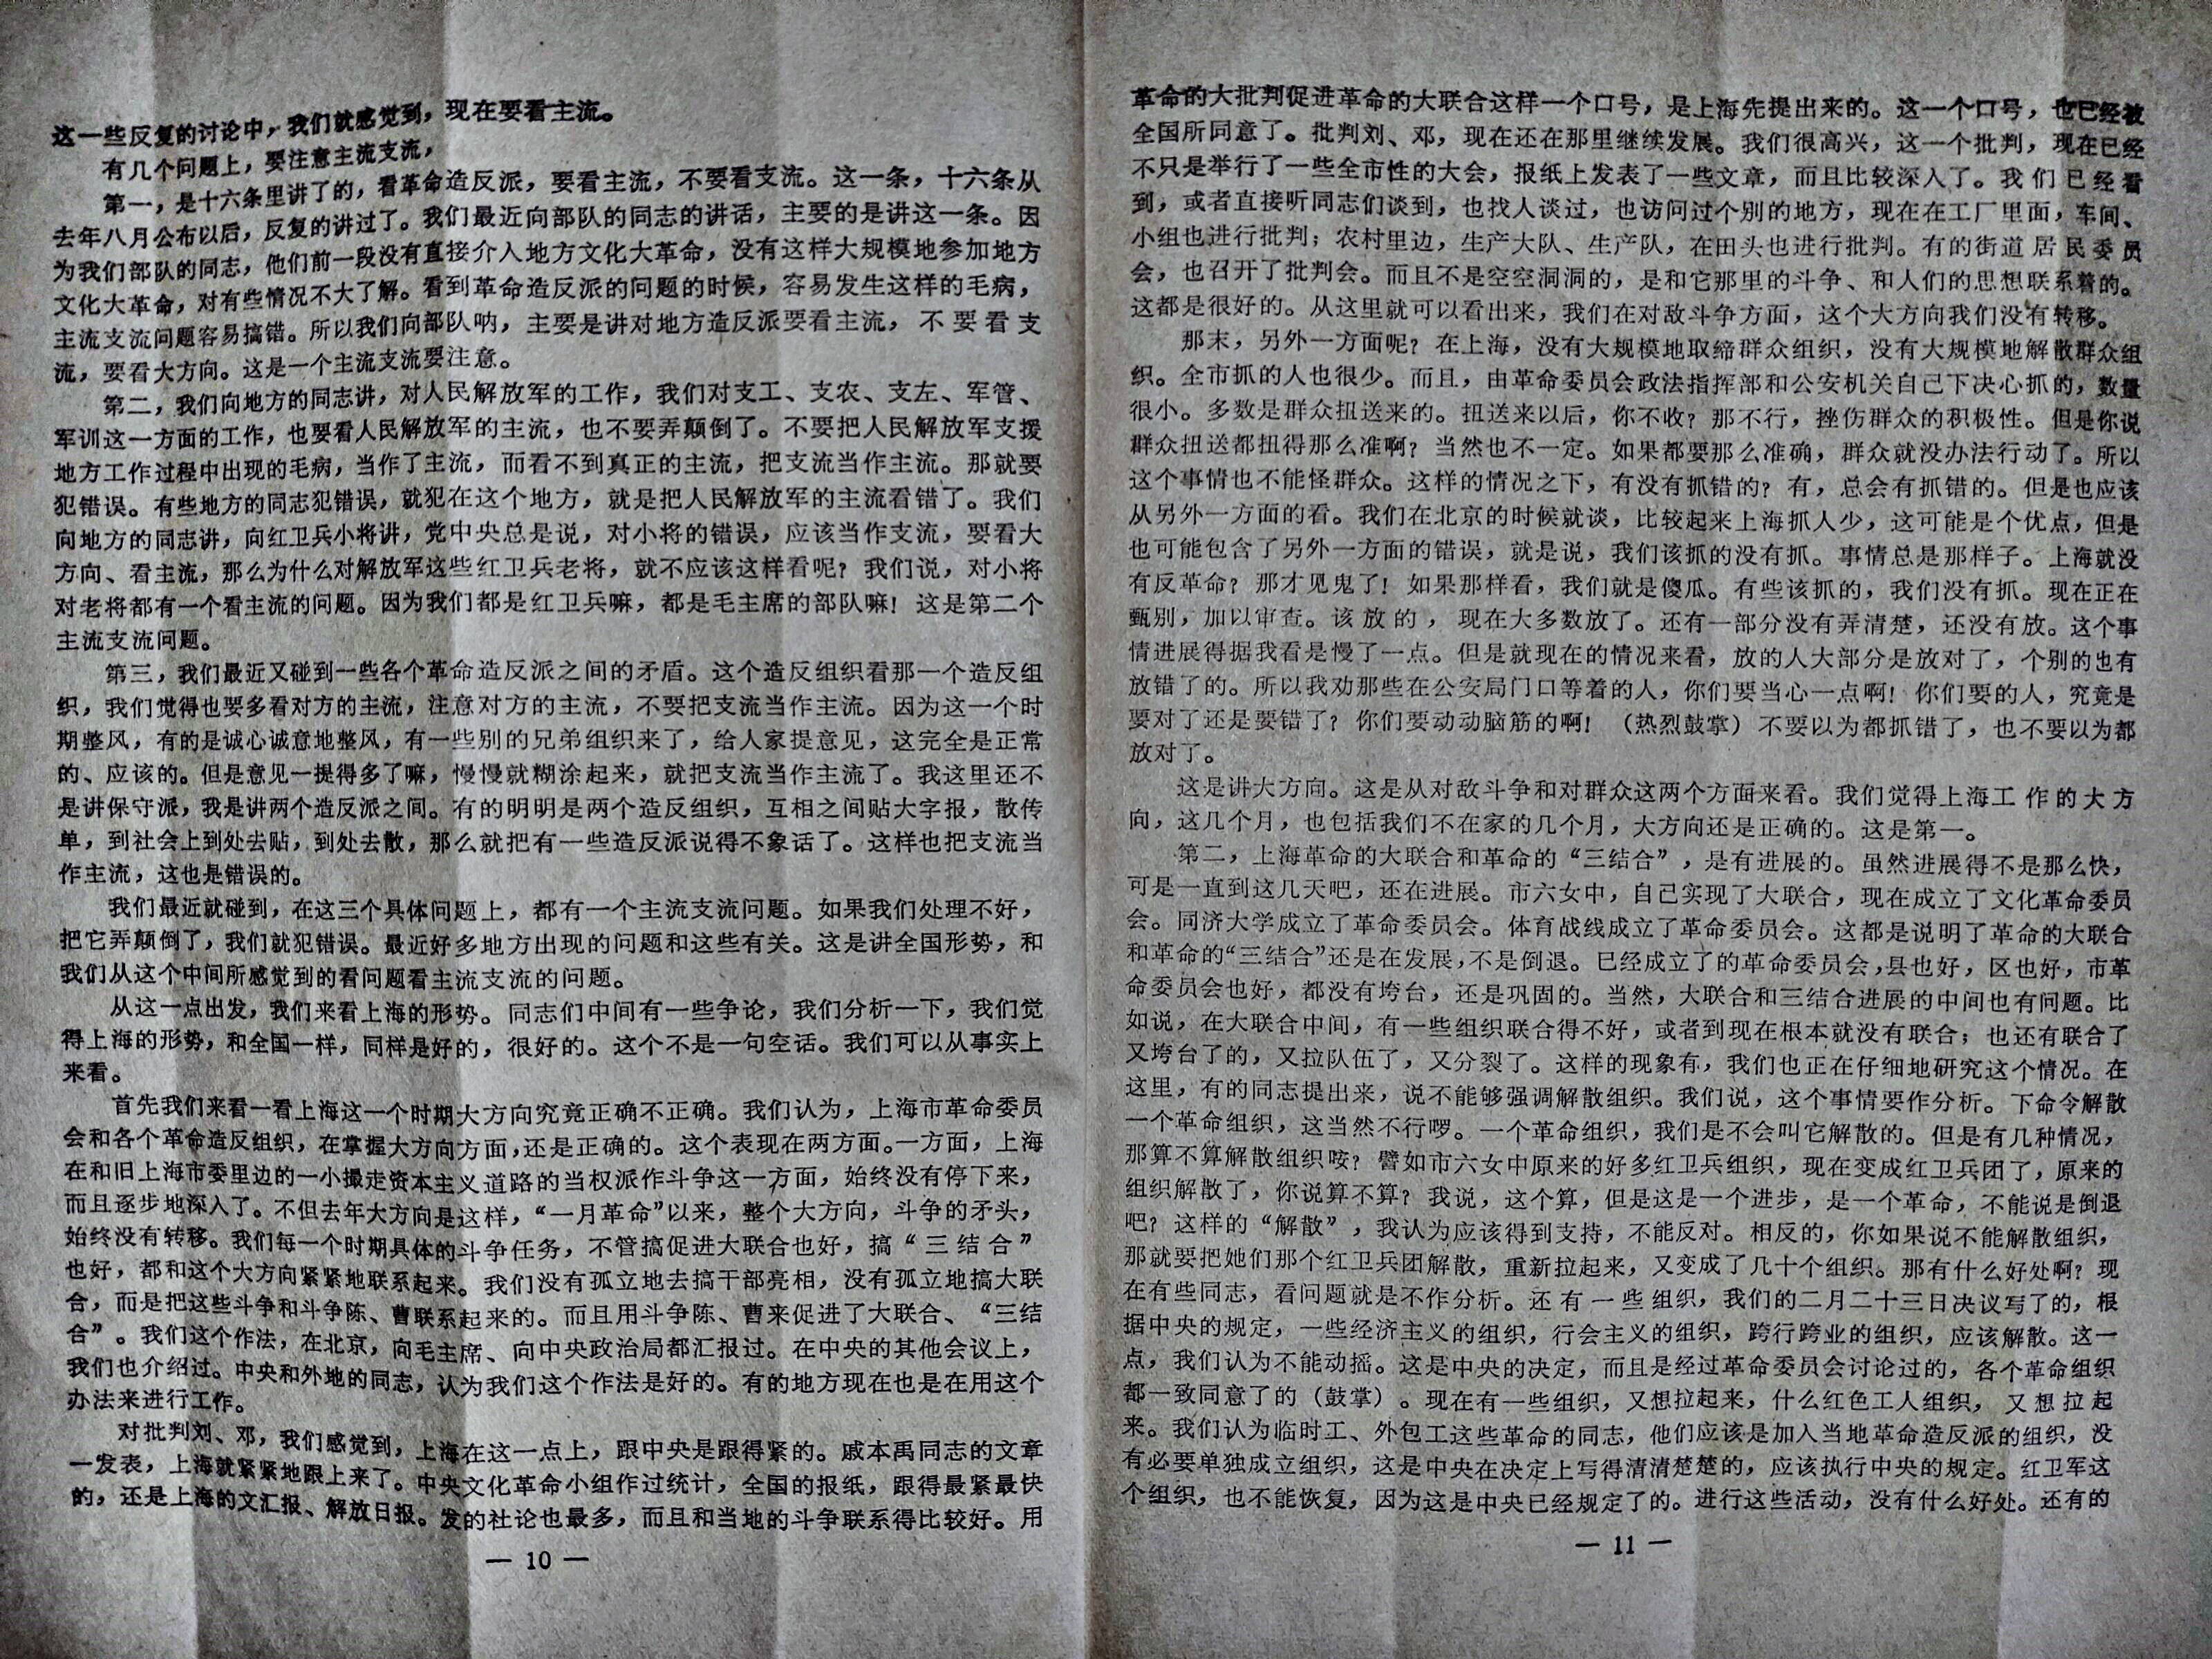 这一些反复的讨论中，我们就感觉到，现在要看主流。
有几个问题上，要注意主流支流，
第一，是十六条里讲了的，看革命造反派，要看主流，不要看支流。这一条，十六条从
去年八月公布以后，反复的讲过了。我们最近向部队的同志的讲话，主要的是讲这一条。因
为我们部队的同志，他们前一段没有直接介入地方文化大革命，没有这样大规模地参加地方
文化大革命，对有些情况不大了解。看到革命造反派的问题的时候，容易发生这样的毛病，
主流支流问题容易搞错。所以我们向部队呐，主要是讲对地方造反派要看主流，不要看支
流，要看大方向。这是一个主流支流要注意。
第二，我们向地方的同志讲，对人民解放军的工作，我们对支工、支农、支左、军管、
军训这一方面的工作，也要看人民解放军的主流，也不要弄颠倒了。不要把人民解放军支援
地方工作过程中出现的毛病，当作了主流，而看不到真正的主流，把支流当作主流。那就要
犯错误。有些地方的同志犯错误，就犯在这个地方，就是把人民解放军的主流看错了。我们
向地方的同志讲，向红卫兵小将讲，党中央总是说，对小将的错误，应该当作支流，要看大
方向、看主流，那么为什么对解放军这些红卫兵老将，就不应该这样看呢？我们说，对小将
对老将都有一个看主流的问题。因为我们都是红卫兵嘛，都是毛主席的部队嘛！这是第二个
主流支流问题。
第三，我们最近又碰到一些各个革命造反派之间的矛盾。这个造反组织看那一个造反组
织，我们觉得也要多看对方的主流，注意对方的主流，不要把支流当作主流。因为这一个时
期整风，有的是诚心诚意地整风，有一些别的兄弟组织来了，给人家提意见，这完全是正常
的、应该的。但是意见一提得多了嘛，慢慢就糊涂起来，就把支流当作主流了。我这里还不
是讲保守派，我是讲两个造反派之间。有的明明是两个造反组织，互相之间贴大字报，散传
单，到社会上到处去贴，到处去散，那么就把有一些造反派说得不象话了。这样也把支流当
作主流，这也是错误的。
我们最近就碰到，在这三个具体问题上，都有一个主流支流问题。如果我们处理不好，
把它弄颠倒了，我们就犯错误。最近好多地方出现的问题和这些有关。这是讲全国形势，和
我们从这个中间所感觉到的看问题看主流支流的问题。
从这一点出发，我们来看上海的形势。同志们中间有一些争论，我们分析一下，我们觉
得上海的形势，和全国一样，同样是好的，很好的。这个不是一句空话。我们可以从事实上
来看。
首先我们来看一看上海这一个时期大方向究竟正确不正确。我们认为，上海市革命委员
会和各个革命造反组织，在掌握大方向方面，还是正确的。这个表现在两方面。一方面，上海
在和旧上海市委里边的一小撮走资本主义道路的当权派作斗争这一方面，始终没有停下来，
而且逐步地深入了。不但去年大方向是这样，“一月革命”以来，整个大方向，斗争的矛头，
始终没有转移。我们每一个时期具体的斗争任务，不管搞促进大联合也好，搞“三结合”
也好，都和这个大方向紧紧地联系起来。我们没有孤立地去搞干部亮相，没有孤立地搞大联
合，而是把这些斗争和斗争陈、曹联系起来的。而且用斗争陈、曹来促进了大联合、“三结
合”。我们这个作法，在北京，向毛主席、向中央政治局都汇报过。在中央的其他会议上，
我们也介绍过。中央和外地的同志，认为我们这个作法是好的。有的地方现在也是在用这个
办法来进行工作。
对批判刘、邓，我们感觉到，上海在这一点上，跟中央是跟得紧的。戚本禹同志的文章
一发表，上海就紧紧地跟上来了。中央文化革命小组作过统计，全国的报纸，跟得最紧最快
的，还是上海的文汇报、解放日报。发的社论也最多，而且和当地的斗争联系得比较好。用
— 10 —
革命的大批判促进革命的大联合这样一个口号，是上海先提出来的。这一个口号，也已经被
全国所同意了。批判刘、邓，现在还在那里继续发展。我们很高兴，这一个批判，现在已经
不只是举行了一些全市性的大会，报纸上发表了一些文章，而且比较深入了。我们已经看
到，或者直接听同志们谈到，也找人谈过，也访问过个别的地方，现在在工厂里面，车间、
小组也进行批判；农村里边，生产大队、生产队，在田头也进行批判。有的街道居民委员
会，也召开了批判会。而且不是空空洞洞的，是和它那里的斗争、和人们的思想联系着的。
这都是很好的。从这里就可以看出来，我们在对敌斗争方面，这个大方向我们没有转移。
那末，另外一方面呢？在上海，没有大规模地取缔群众组织，没有大规模地解散群众组
织。全市抓的人也很少。而且，由革命委员会政法指挥部和公安机关自己下决心抓的，数量
很小。多数是群众扭送来的。扭送来以后，你不收？那不行，挫伤群众的积极性。但是你说
群众扭送都扭得那么准啊？当然也不一定。如果都要那么准确，群众就没办法行动了。所以
这个事情也不能怪群众。这样的情况之下，有没有抓错的？有，总会有抓错的。但是也应该
从另外一方面的看。我们在北京的时候就谈，比较起来上海抓人少，这可能是个优点，但是
也可能包含了另外一方面的错误，就是说，我们该抓的没有抓。事情总是那样子。上海就没
有反革命？那才见鬼了！如果那样看，我们就是傻瓜。有些该抓的，我们没有抓。现在正在
甄别，加以审查。该放的，现在大多数放了。还有一部分没有弄清楚，还没有放。这个事
情进展得据我看是慢了一点。但是就现在的情况来看，放的人大部分是放对了，个别的也有
放错了的。所以我劝那些在公安局门口等着的人，你们要当心一点啊！你们要的人，究竟是
要对了还是要错了？你们要动动脑筋的啊！（热烈鼓掌）不要以为都抓错了，也不要以为都
放对了。
这是讲大方向。这是从对敌斗争和对群众这两个方面来看。我们觉得上海工作的大方
向，这几个月，也包括我们不在家的几个月，大方向还是正确的。这是第一。
第二，上海革命的大联合和革命的“三结合”，是有进展的。虽然进展得不是那么快，
可是一直到这几天吧，还在进展。市六女中，自己实现了大联合，现在成立了文化革命委员
会。同济大学成立了革命委员会。体育战线成立了革命委员会。这都是说明了革命的大联合
和革命的“三结合”还是在发展，不是倒退。已经成立了的革命委员会，县也好，区也好，市革
命委员会也好，都没有垮台，还是巩固的。当然，大联合和三结合进展的中间也有问题。比
如说，在大联合中间，有一些组织联合得不好，或者到现在根本就没有联合；也还有联合了
又垮台了的，又拉队伍了，又分裂了。这样的现象有，我们也正在仔细地研究这个情况。在
这里，有的同志提出来，说不能够强调解散组织。我们说，这个事情要作分析。下命令解散
一个革命组织，这当然不行啰。一个革命组织，我们是不会叫它解散的。但是有几种情况，
那算不算解散组织咹？譬如市六女中原来的好多红卫兵组织，现在变成红卫兵团了，原来的
组织解散了，你说算不算？我说，这个算，但是这是一个进步，是一个革命，不能说是倒退
吧？这样的“解散”，我认为应该得到支持，不能反对。相反的，你如果说不能解散组织，
那就要把她们那个红卫兵团解散，重新拉起来，又变成了几十个组织。那有什么好处啊？现
在有些同志，看问题就是不作分析。还有一些组织，我们的二月二十三日决议写了的，根
据中央的规定，一些经济主义的组织，行会主义的组织，跨行跨业的组织，应该解散。这一
点，我们认为不能动摇。这是中央的决定，而且是经过革命委员会讨论过的，各个革命组织
都一致同意了的（鼓掌）。现在有一些组织，又想拉起来，什么红色工人组织，又想拉起
来。我们认为临时工、外包工这些革命的同志，他们应该是加入当地革命造反派的组织，没
有必要单独成立组织，这是中央在决定上写得清清楚楚的，应该执行中央的规定。红卫军这
个组织，也不能恢复，因为这是中央已经规定了的。进行这些活动，没有什么好处。还有的
— 11 —